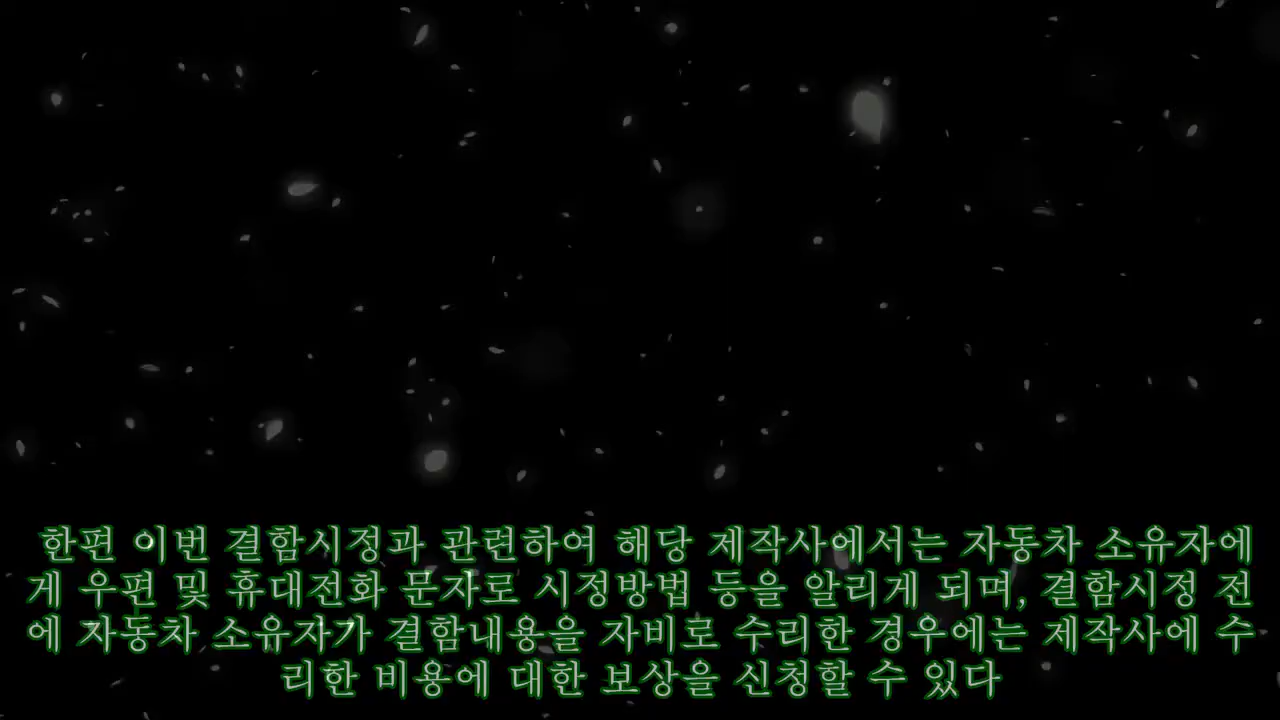 한편 이번 결함시정과 관련하여 해당 제작사에서는 자동차 소유자에
게 우편 및 휴대전화 문자로 시정방법 등을 알리게 되며, 결함시정 전
에 자동차 소유자가 결함내용을 자비로 수리한 경우에는 제작사에 수
리한 비용에 대한 보상을 신청할 수 있다